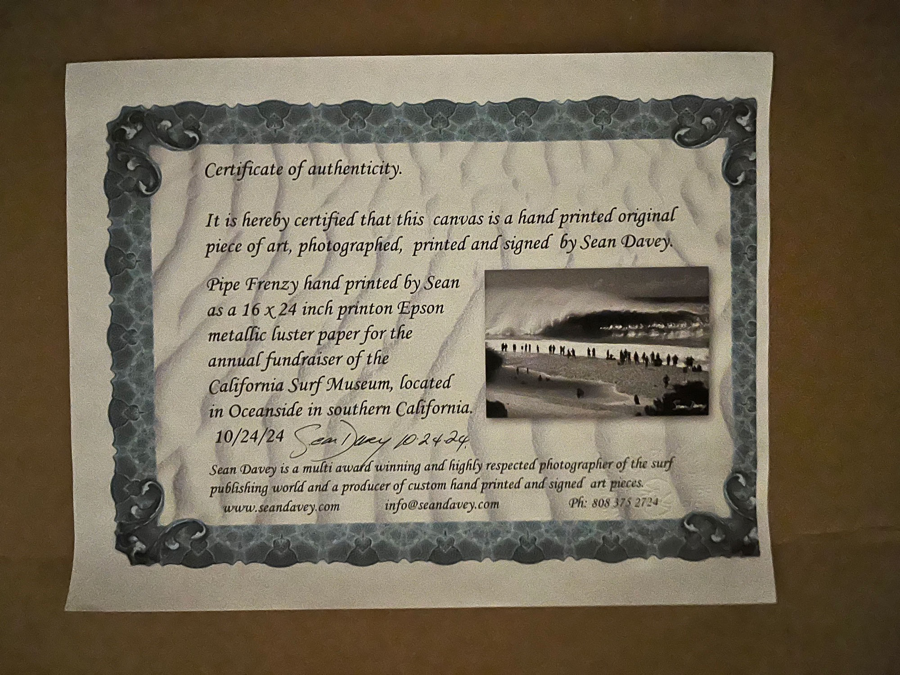 Certificate of authenticity.
It is hereby certified that this canvas is a hand printed original
piece of art, photographed, printed and signed by Sean Davey.
Pipe Frenzy hand printed by Sean
as a 16 x 24 inch printon Epson
metallic luster paper for the
annual fundraiser of the
California Surf Museum, located
in Oceanside in southern California.
10/24/24 Sean Davey 10·24·24.
Sean Davey is a multi award winning and highly respected photographer of the surf
publishing world and a producer of custom hand printed and signed art pieces.
www.seandavey.com info@seandavey.com Ph: 808 375 2724